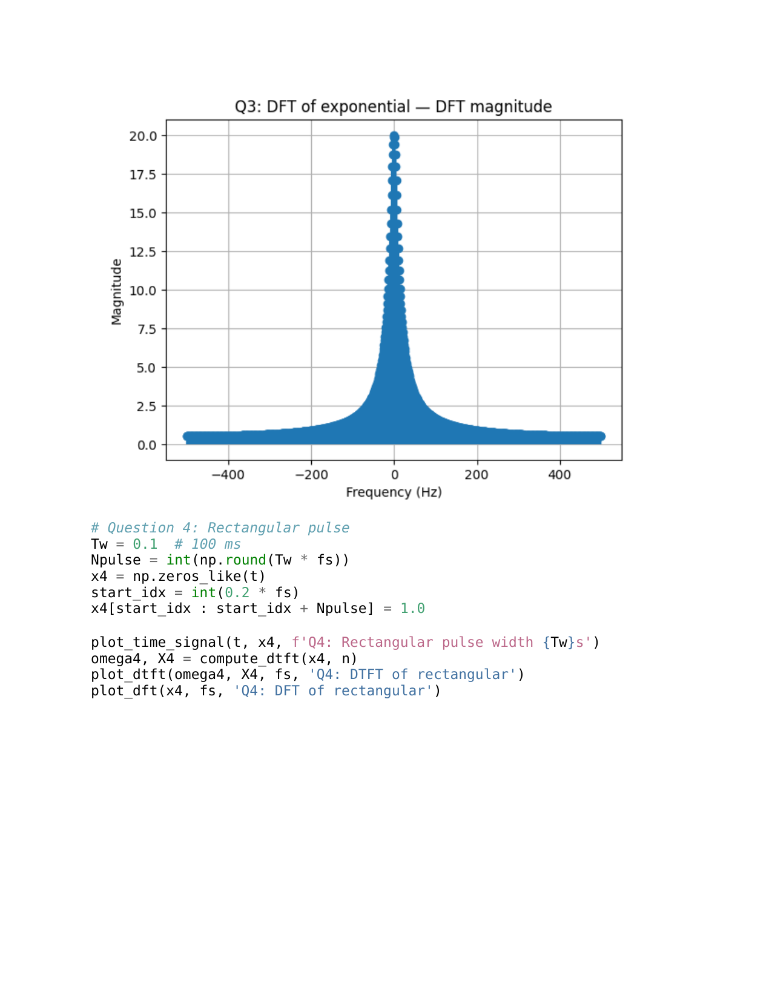 Q3: DFT of exponential — DFT magnitude
20.0
17.5
15.0
12.5
10.0
7.5
5.0
2.5
0.0
Magnitude
−400 −200 0 200 400
Frequency (Hz)
# Question 4: Rectangular pulse
Tw = 0.1  # 100 ms
Npulse = int(np.round(Tw * fs))
x4 = np.zeros_like(t)
start_idx = int(0.2 * fs)
x4[start_idx : start_idx + Npulse] = 1.0
plot_time_signal(t, x4, f'Q4: Rectangular pulse width {Tw}s')
omega4, X4 = compute_dtft(x4, n)
plot_dtft(omega4, X4, fs, 'Q4: DTFT of rectangular')
plot_dft(x4, fs, 'Q4: DFT of rectangular')